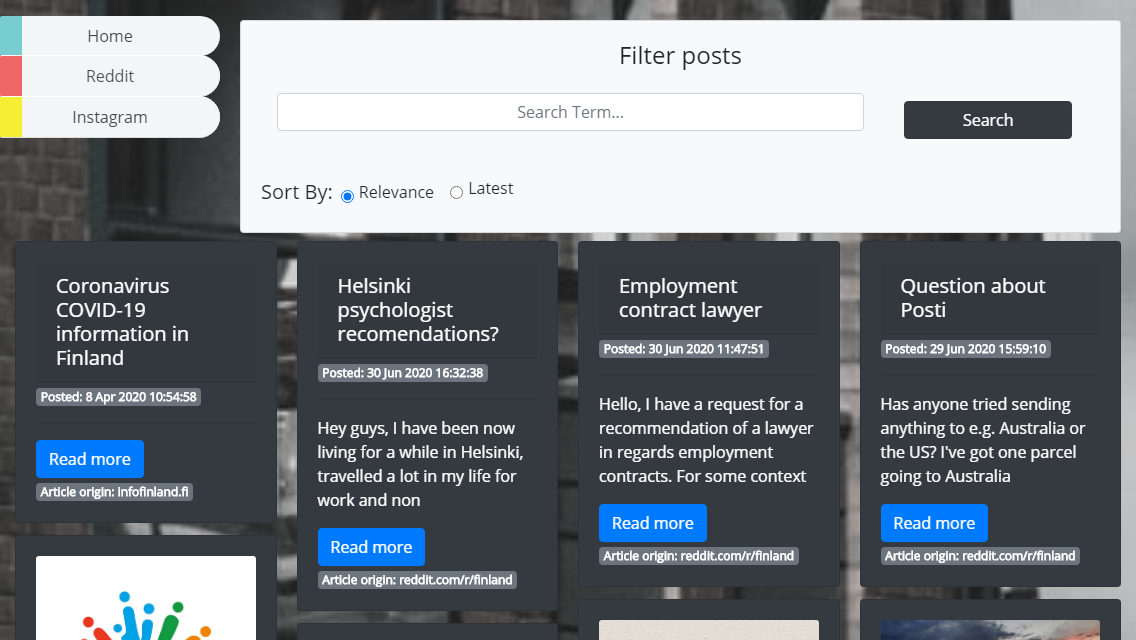 Home
Reddit
Instagram
Filter posts
Search Term...
Search
Sort By:
Relevance
Latest
Coronavirus
COVID-19
information in
Finland
Posted: 8 Apr 2020 10:54:58
Read more
Article origin: infofinland.fi
Helsinki
psychologist
recomendations?
Posted: 30 Jun 2020 16:32:38
Hey guys, I have been now
living for a while in Helsinki,
travelled a lot in my life for
work and non
Read more
Article origin: reddit.com/r/finland
Employment
contract lawyer
Posted: 30 Jun 2020 11:47:51
Hello, I have a request for a
recommendation of a lawyer
in regards employment
contracts. For some context
Read more
Article origin: reddit.com/r/finland
Question about
Posti
Posted: 29 Jun 2020 15:59:10
Has anyone tried sending
anything to e.g. Australia or
the US? I've got one parcel
going to Australia
Read more
Article origin: reddit.com/r/finland